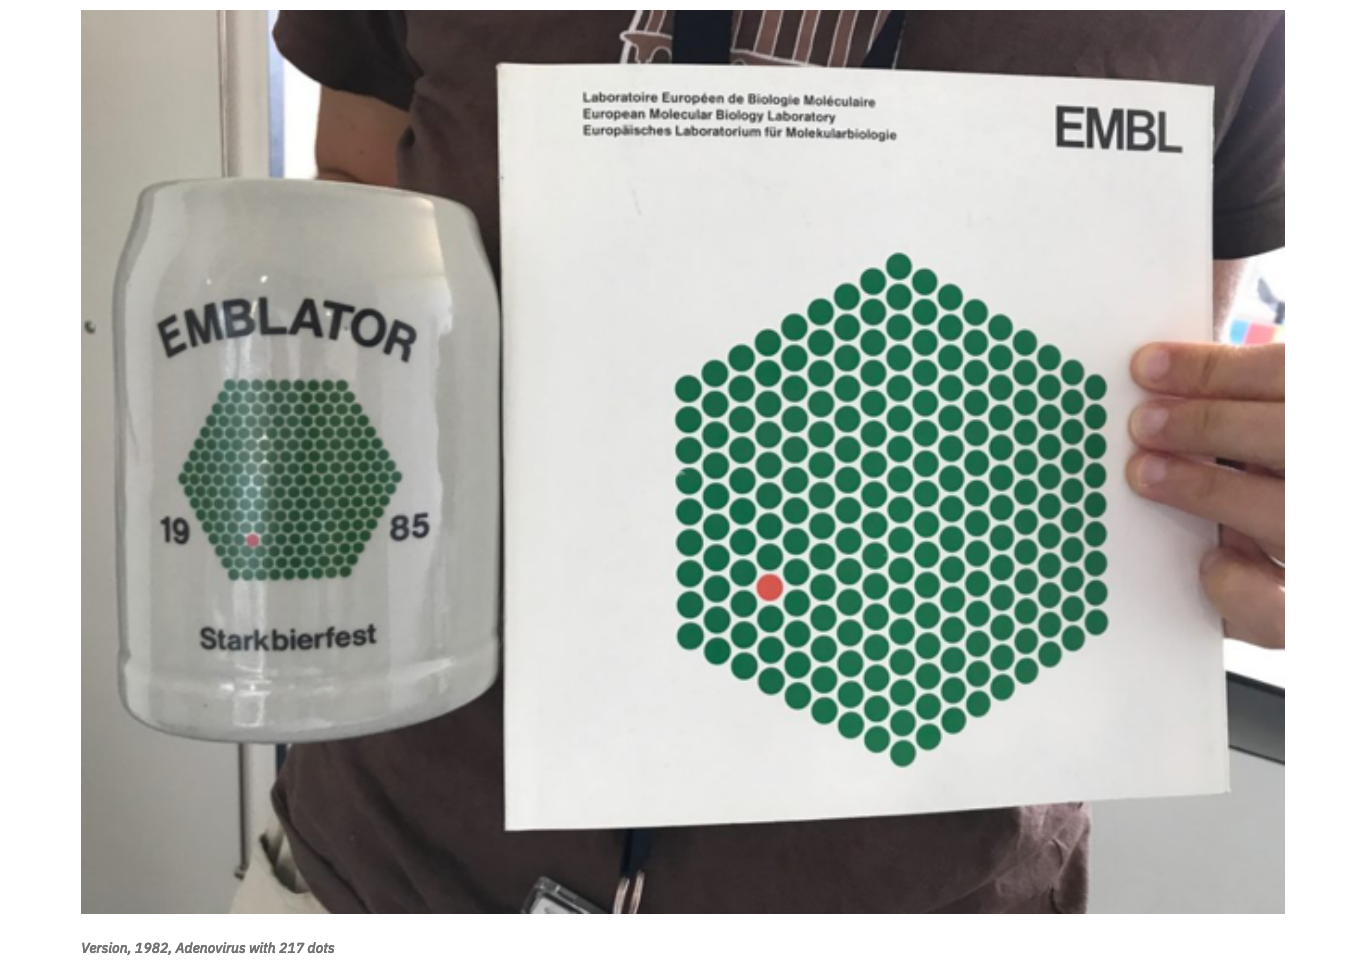 Laboratoire Européen de Biologie Moléculaire
European Molecular Biology Laboratory
Europäisches Laboratorium für Molekularbiologie
EMBL
EMBLATOR
19 85
Starkbierfest
Version, 1982, Adenovirus with 217 dots